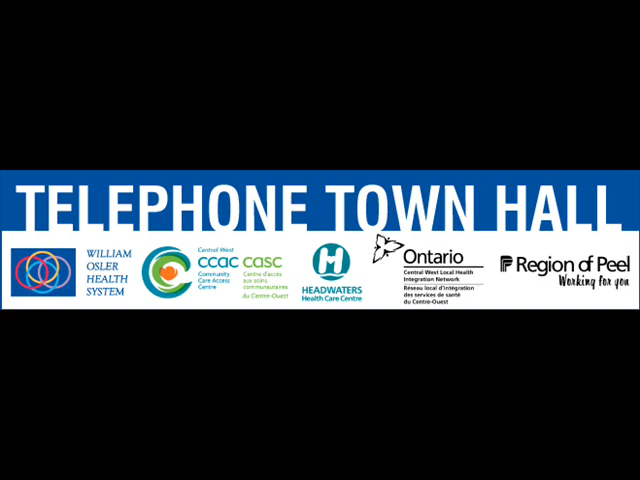 TELEPHONE TOWN HALL
WILLIAM
OSLER
HEALTH
SYSTEM
Central West
ccac
Community
Care Access
Centre
casc
Centre d'accès
aux soins
communautaires
du Centre-Ouest
H
HEADWATERS
Health Care Centre
Ontario
Central West Local Health
Integration Network
Réseau local d'intégration
des services de santé
du Centre-Ouest
Region of Peel
Working for you